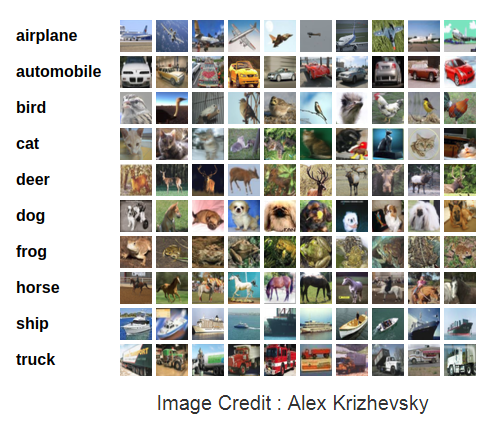 airplane
automobile
bird
cat
deer
dog
frog
horse
ship
truck
Image Credit : Alex Krizhevsky